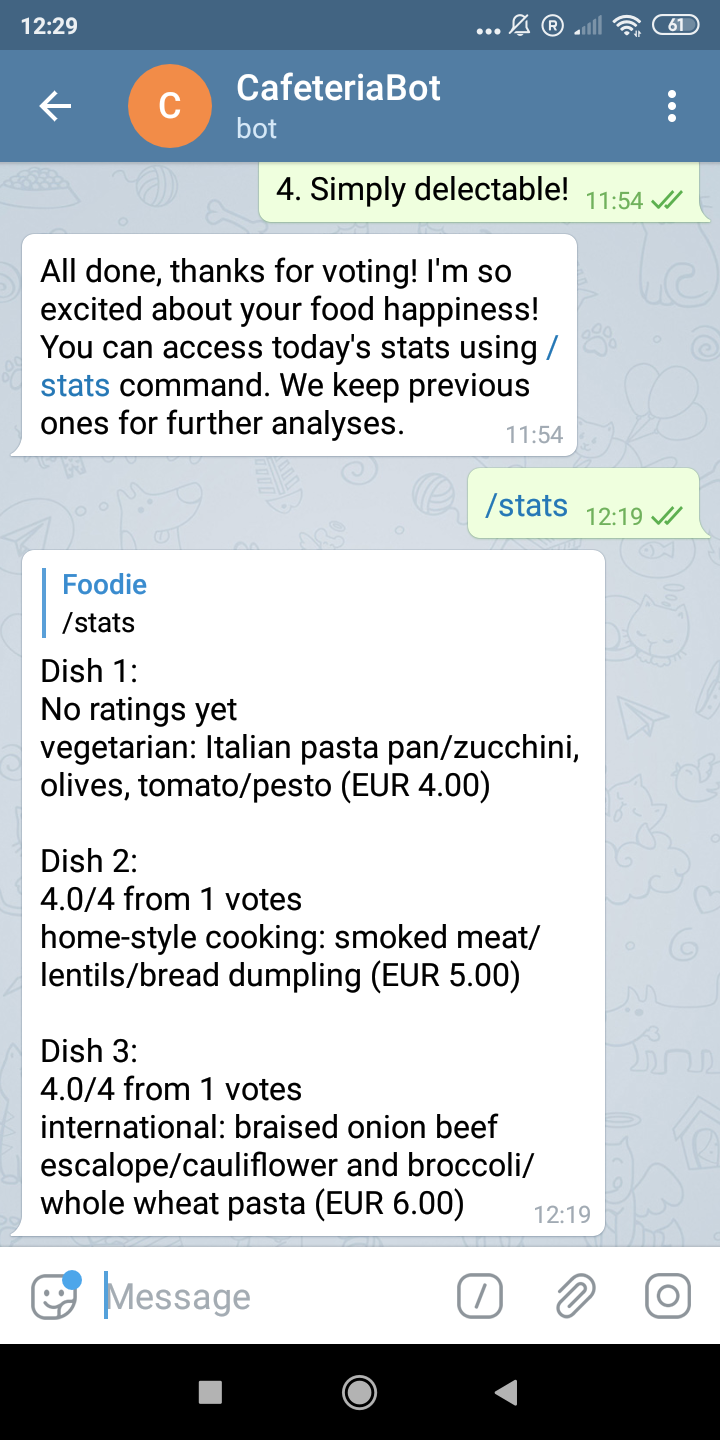 12:29
R
61
C
CafeteriaBot
bot
4. Simply delectable! 11:54
All done, thanks for voting! I'm so
excited about your food happiness!
You can access today's stats using /
stats command. We keep previous
ones for further analyses. 11:54
/stats 12:19
Foodie
/stats
Dish 1:
No ratings yet
vegetarian: Italian pasta pan/zucchini,
olives, tomato/pesto (EUR 4.00)
Dish 2:
4.0/4 from 1 votes
home-style cooking: smoked meat/
lentils/bread dumpling (EUR 5.00)
Dish 3:
4.0/4 from 1 votes
international: braised onion beef
escalope/cauliflower and broccoli/
whole wheat pasta (EUR 6.00) 12:19
Message
/